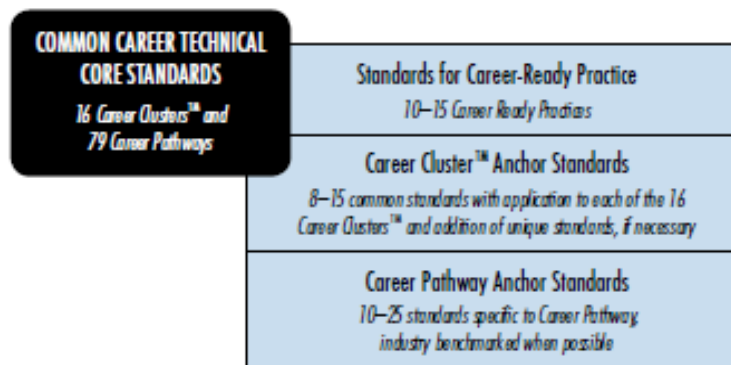 COMMON CAREER TECHNICAL
CORE STANDARDS
16 Career Clusters™ and
79 Career Pathways
Standards for Career-Ready Practice
10–15 Career Ready Practices
Career Cluster™ Anchor Standards
8–15 common standards with application to each of the 16
Career Clusters™ and addition of unique standards, if necessary
Career Pathway Anchor Standards
10–25 standards specific to Career Pathway,
industry benchmarked when possible